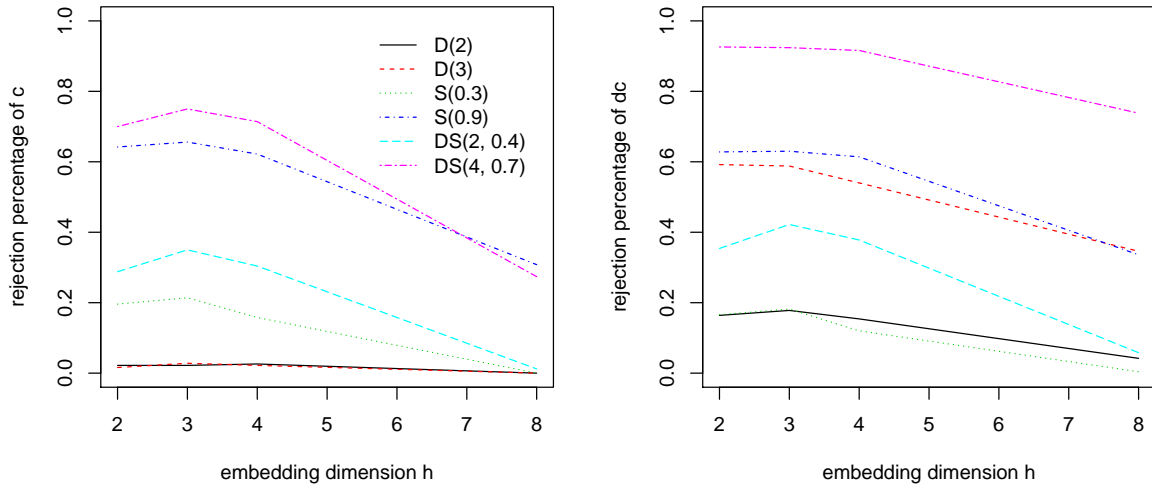 rejection percentage of c
1.0
0.8
0.6
0.4
0.2
0.0
D(2)
D(3)
S(0.3)
S(0.9)
DS(2, 0.4)
DS(4, 0.7)
2 3 4 5 6 7 8
embedding dimension h
rejection percentage of dc
1.0
0.8
0.6
0.4
0.2
0.0
2 3 4 5 6 7 8
embedding dimension h